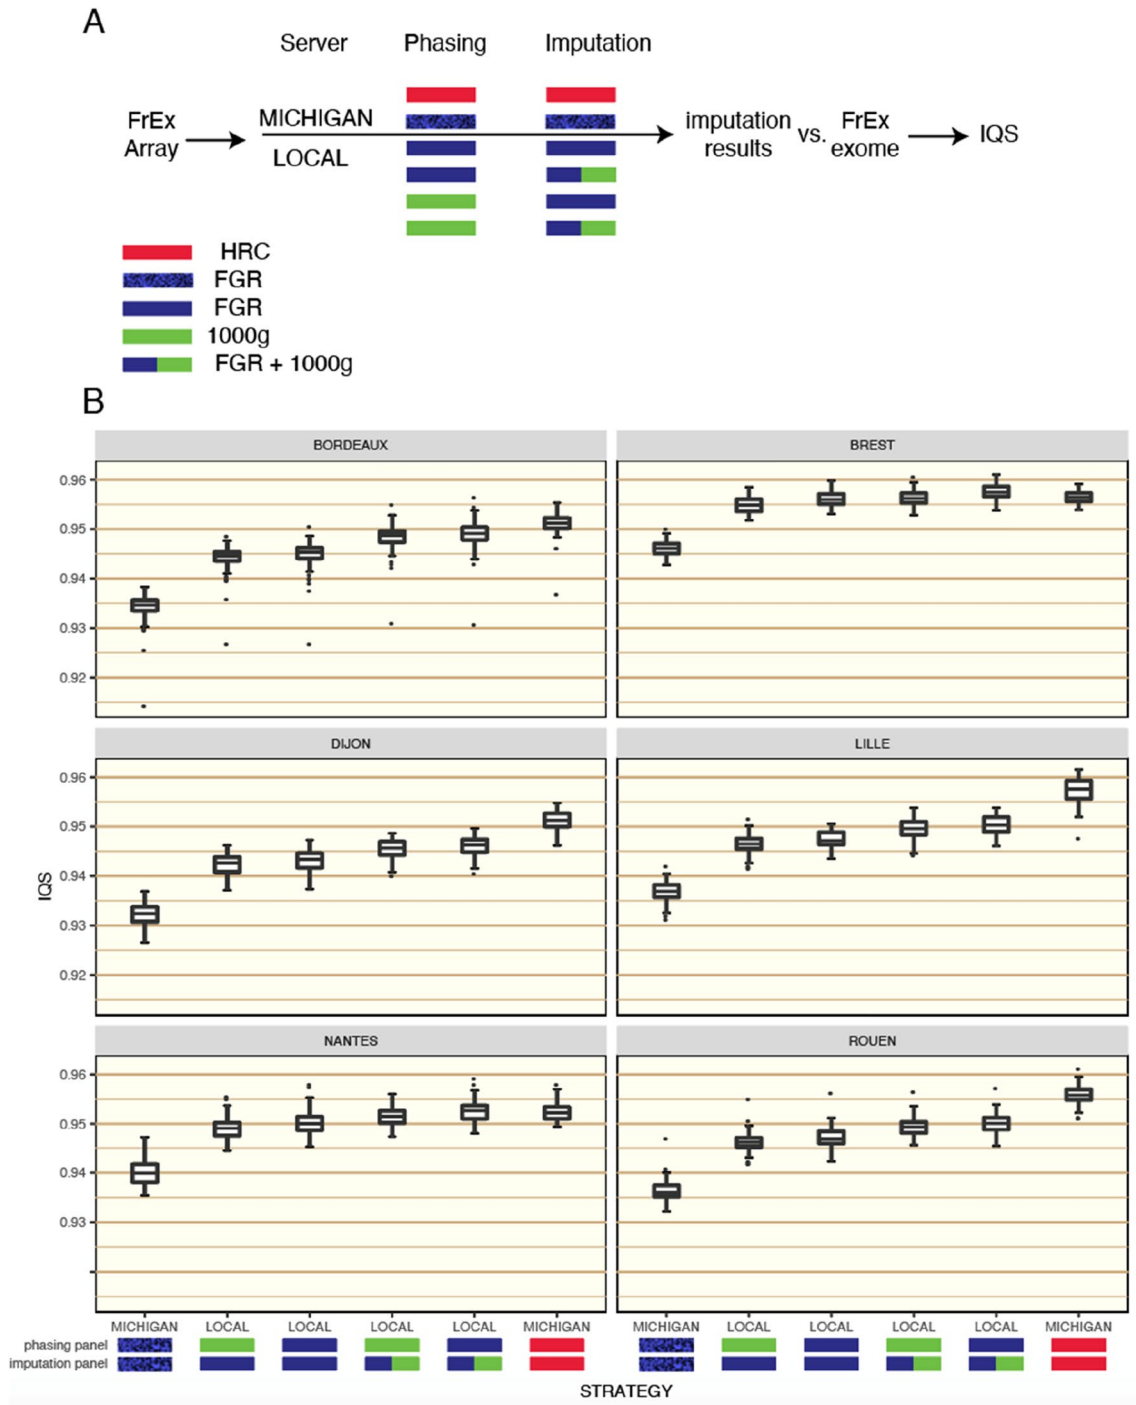 A
Server Phasing Imputation
FrEx
Array
MICHIGAN
LOCAL
imputation
results
vs.
FrEx
exome
IQS
HRC
FGR
FGR
1000g
FGR + 1000g
B
BORDEAUX BREST
0.96
0.95
0.94
0.93
0.92
DIJON LILLE
0.96
0.95
0.94
0.93
0.92
IQS
NANTES ROUEN
0.96
0.95
0.94
0.93
MICHIGAN LOCAL LOCAL LOCAL LOCAL MICHIGAN MICHIGAN LOCAL LOCAL LOCAL LOCAL MICHIGAN
phasing panel
imputation panel
STRATEGY